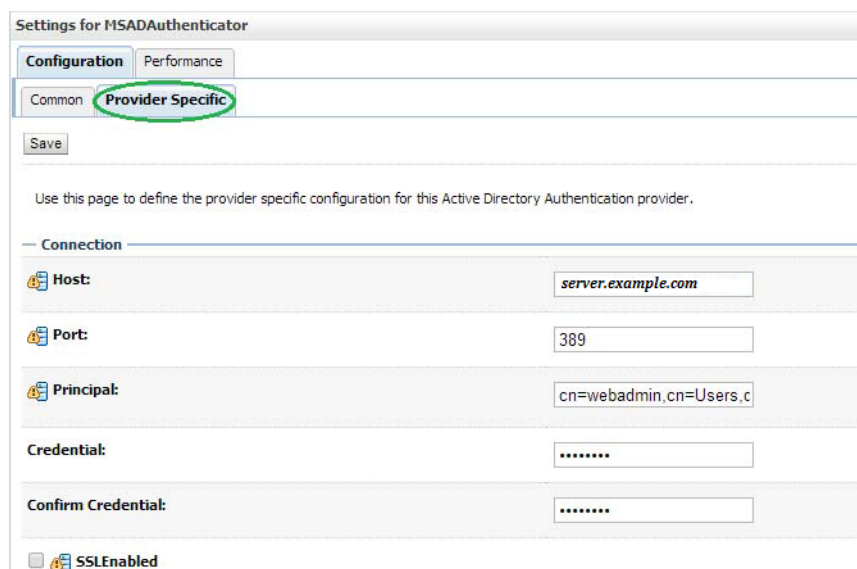 Settings for MSADAuthenticator
Configuration Performance
Common Provider Specific
Save
Use this page to define the provider specific configuration for this Active Directory Authentication provider.
Connection
Host: server.example.com
Port: 389
Principal: cn=webadmin,cn=Users,
Credential: ••••••••
Confirm Credential: ••••••••
SSLEnabled